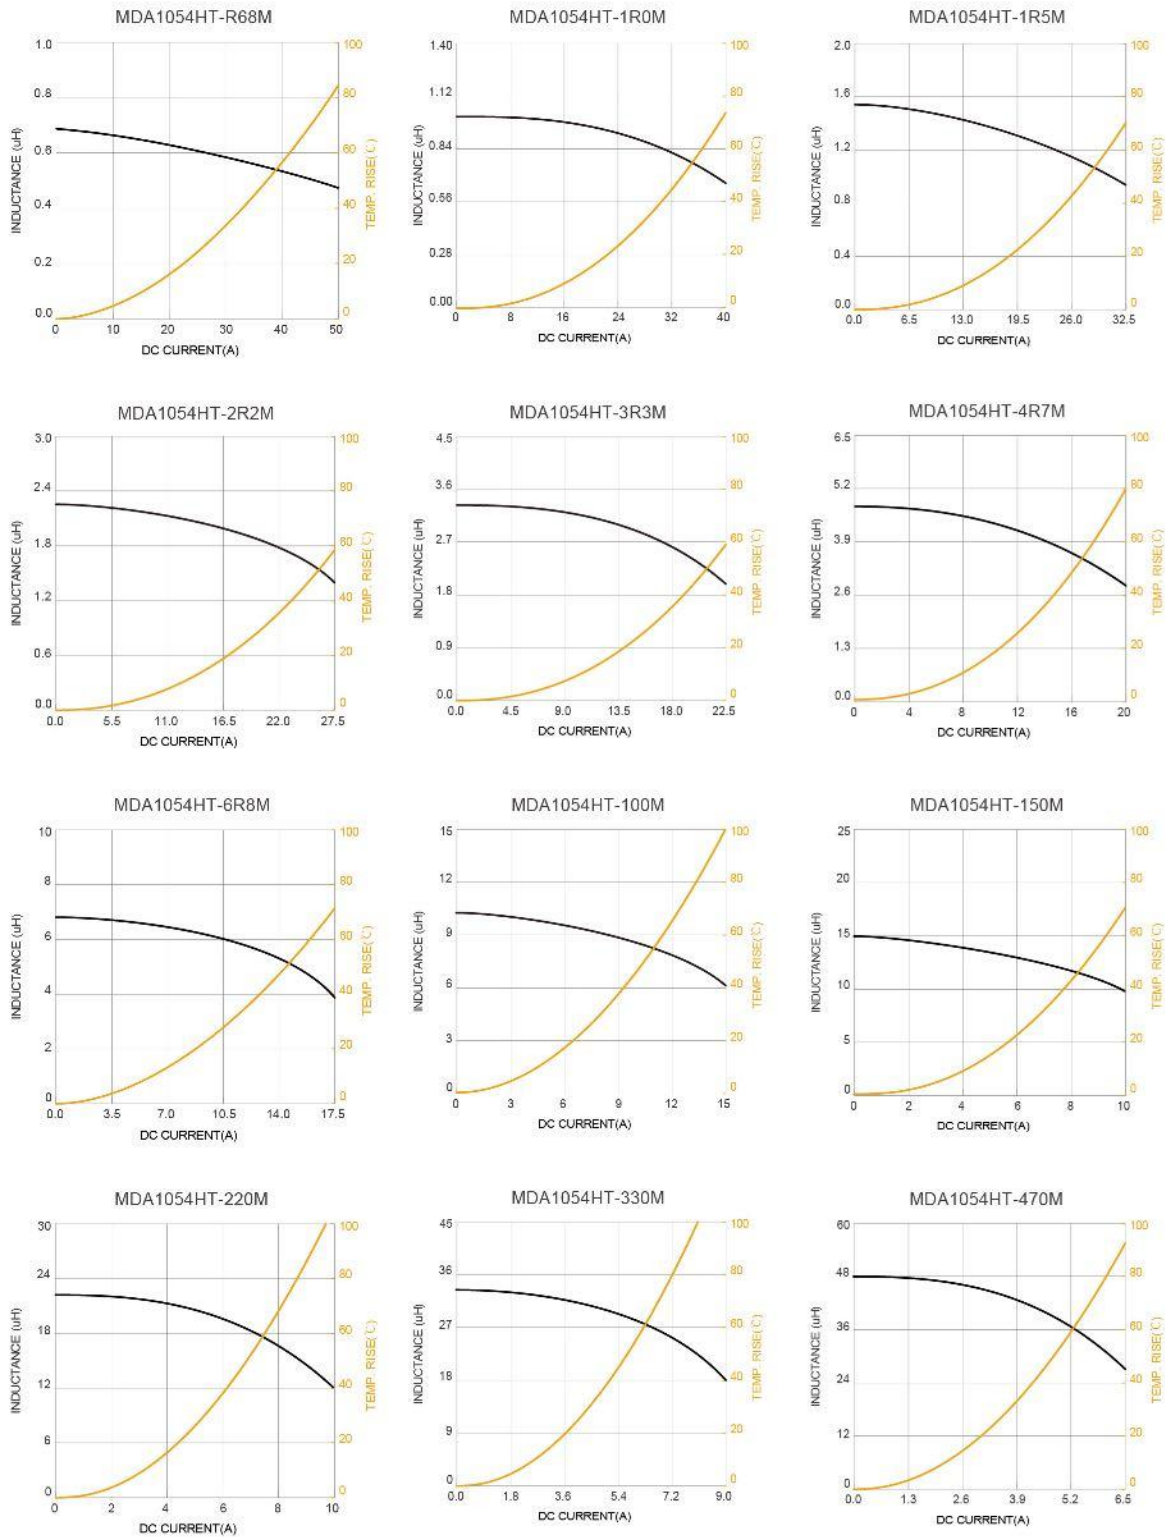 MDA1054HT-R68M
MDA1054HT-1R0M
MDA1054HT-1R5M
1.0
0.8
0.6
0.4
0.2
0.0
INDUCTANCE (uH)
100
80
60
40
20
0
TEMP. RISE(℃)
0 10 20 30 40 50
DC CURRENT(A)
1.40
1.12
0.84
0.56
0.28
0.00
INDUCTANCE (uH)
100
80
60
40
20
0
TEMP. RISE(℃)
0 8 16 24 32 40
DC CURRENT(A)
2.0
1.6
1.2
0.8
0.4
0.0
INDUCTANCE (uH)
100
80
60
40
20
0
TEMP. RISE(℃)
0.0 6.5 13.0 19.5 26.0 32.5
DC CURRENT(A)
MDA1054HT-2R2M
MDA1054HT-3R3M
MDA1054HT-4R7M
3.0
2.4
1.8
1.2
0.6
0.0
INDUCTANCE (uH)
100
80
60
40
20
0
TEMP. RISE(℃)
0.0 5.5 11.0 16.5 22.0 27.5
DC CURRENT(A)
4.5
3.6
2.7
1.8
0.9
0.0
INDUCTANCE (uH)
100
80
60
40
20
0
TEMP. RISE(℃)
0.0 4.5 9.0 13.5 18.0 22.5
DC CURRENT(A)
6.5
5.2
3.9
2.6
1.3
0.0
INDUCTANCE (uH)
100
80
60
40
20
0
TEMP. RISE(℃)
0 4 8 12 16 20
DC CURRENT(A)
MDA1054HT-6R8M
MDA1054HT-100M
MDA1054HT-150M
10
8
6
4
2
0
INDUCTANCE (uH)
100
80
60
40
20
0
TEMP. RISE(℃)
0.0 3.5 7.0 10.5 14.0 17.5
DC CURRENT(A)
15
12
9
6
3
0
INDUCTANCE (uH)
100
80
60
40
20
0
TEMP. RISE(℃)
0 3 6 9 12 15
DC CURRENT(A)
25
20
15
10
5
0
INDUCTANCE (uH)
100
80
60
40
20
0
TEMP. RISE(℃)
0 2 4 6 8 10
DC CURRENT(A)
MDA1054HT-220M
MDA1054HT-330M
MDA1054HT-470M
30
24
18
12
6
0
INDUCTANCE (uH)
100
80
60
40
20
0
TEMP. RISE(℃)
0 2 4 6 8 10
DC CURRENT(A)
45
36
27
18
9
0
INDUCTANCE (uH)
100
80
60
40
20
0
TEMP. RISE(℃)
0.0 1.8 3.6 5.4 7.2 9.0
DC CURRENT(A)
60
48
36
24
12
0
INDUCTANCE (uH)
100
80
60
40
20
0
TEMP. RISE(℃)
0.0 1.3 2.6 3.9 5.2 6.5
DC CURRENT(A)